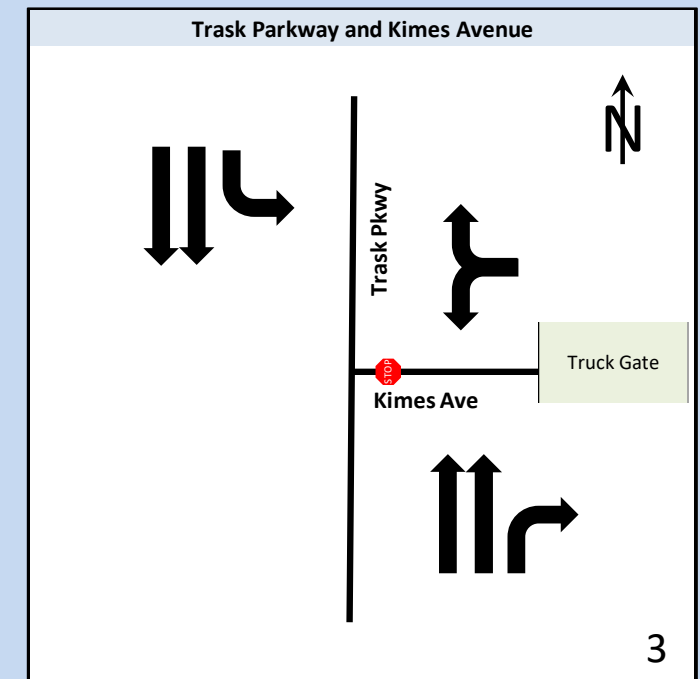 Trask Parkway and Kimes Avenue
N
Trask Pkwy
Truck Gate
STOP
Kimes Ave
3